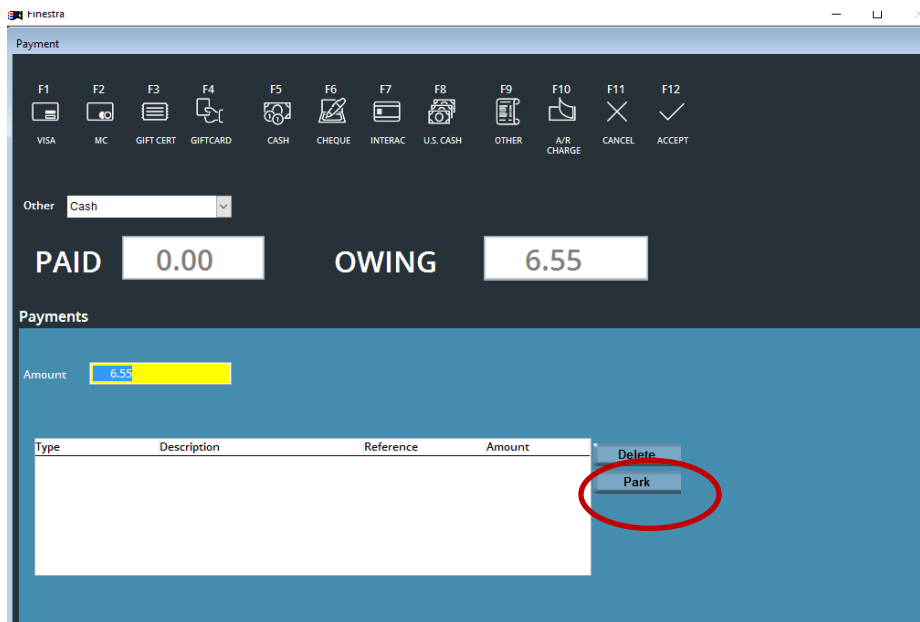 Finestra
Payment
F1 F2 F3 F4 F5 F6 F7 F8 F9 F10 F11 F12
VISA MC GIFT CERT GIFTCARD CASH CHEQUE INTERAC U.S. CASH OTHER A/R CANCEL ACCEPT
CHARGE
Other Cash
PAID 0.00 OWING 6.55
Payments
Amount 6.55
Type Description Reference Amount
Delete
Park